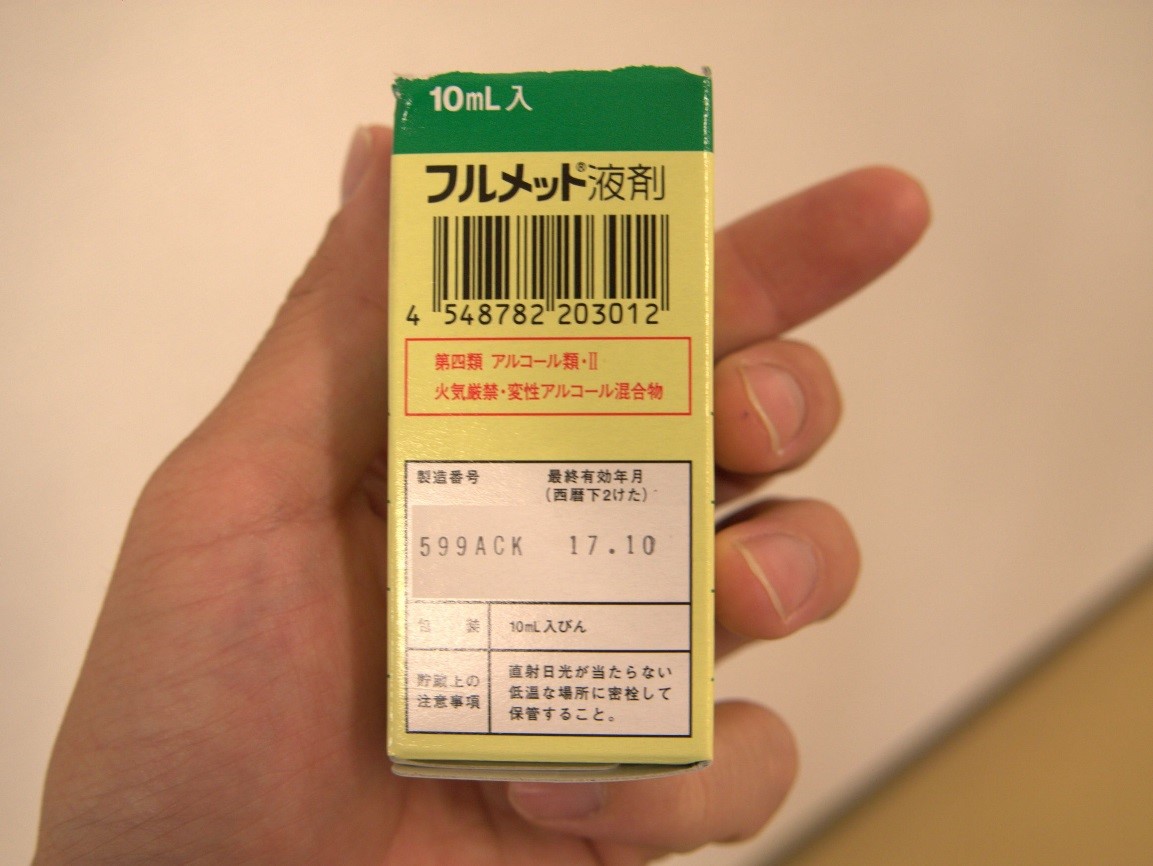 10mL入
フルメット®液剤
4 548782 203012
第四類 アルコール類・II
火気厳禁・変性アルコール混合物
製造番号 最終有効年月
(西暦下2けた)
599ACK 17.10
包装 10mL入びん
貯蔵上の
注意事項
直射日光が当たらない
低温な場所に密栓して
保管すること。